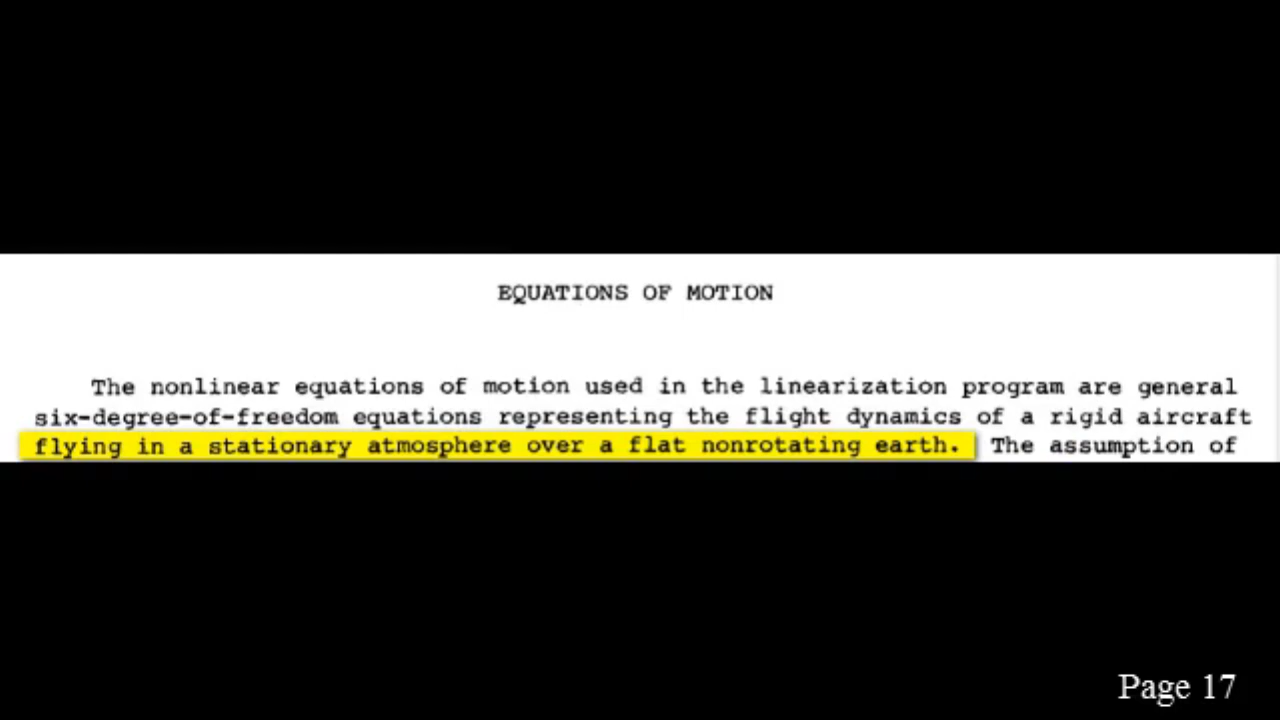 EQUATIONS OF MOTION
The nonlinear equations of motion used in the linearization program are general
six-degree-of-freedom equations representing the flight dynamics of a rigid aircraft
flying in a stationary atmosphere over a flat nonrotating earth. The assumption of
Page 17